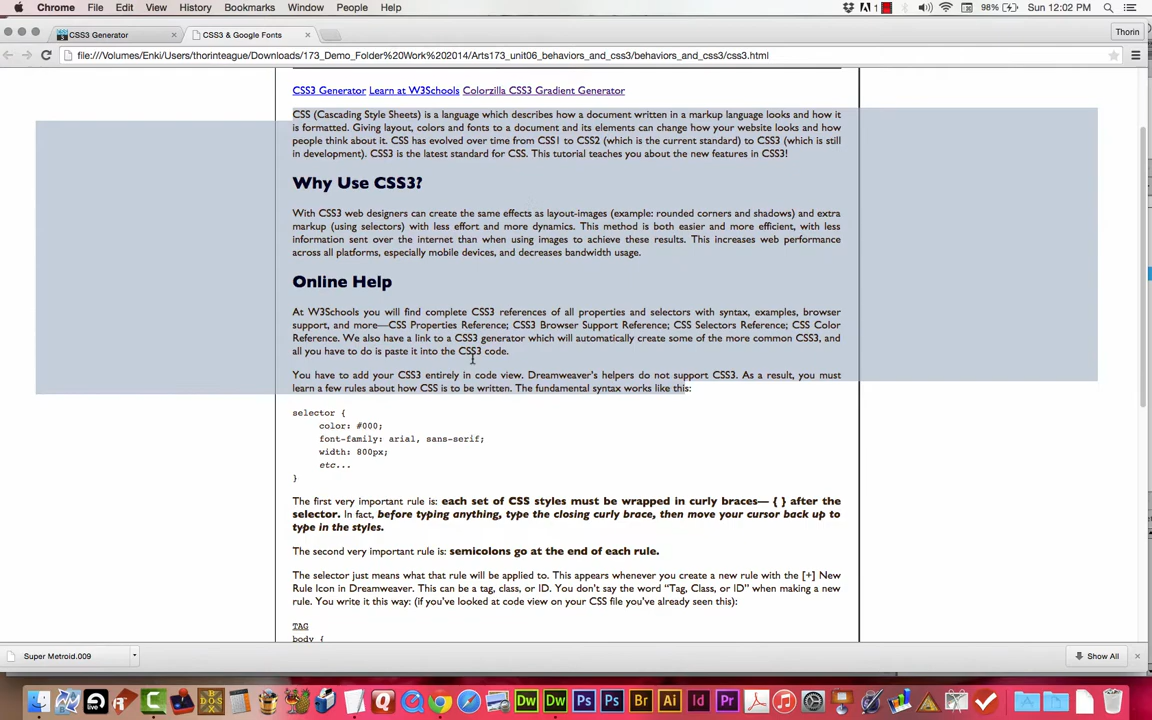 Chrome File Edit View History Bookmarks Window People Help 1 98% Sun 12:02 PM
CSS3 Generator × CSS3 & Google Fonts × Thorin
file:///Volumes/Enki/Users/thorinteague/Downloads/173_Demo_Folder%20Work%202014/Arts173_unit06_behaviors_and_css3/behaviors_and_css3/css3.html
CSS3 Generator Learn at W3Schools Colorzilla CSS3 Gradient Generator
CSS (Cascading Style Sheets) is a language which describes how a document written in a markup language looks and how it
is formatted. Giving layout, colors and fonts to a document and its elements can change how your website looks and how
people think about it. CSS has evolved over time from CSS1 to CSS2 (which is the current standard) to CSS3 (which is still
in development). CSS3 is the latest standard for CSS. This tutorial teaches you about the new features in CSS3!
Why Use CSS3?
With CSS3 web designers can create the same effects as layout-images (example: rounded corners and shadows) and extra
markup (using selectors) with less effort and more dynamics. This method is both easier and more efficient, with less
information sent over the internet than when using images to achieve these results. This increases web performance
across all platforms, especially mobile devices, and decreases bandwidth usage.
Online Help
At W3Schools you will find complete CSS3 references of all properties and selectors with syntax, examples, browser
support, and more—CSS Properties Reference; CSS3 Browser Support Reference; CSS Selectors Reference; CSS Color
Reference. We also have a link to a CSS3 generator which will automatically create some of the more common CSS3, and
all you have to do is paste it into the CSS3 code.
You have to add your CSS3 entirely in code view. Dreamweaver's helpers do not support CSS3. As a result, you must
learn a few rules about how CSS is to be written. The fundamental syntax works like this:
selector {
color: #000;
font-family: arial, sans-serif;
width: 800px;
etc...
}
The first very important rule is: each set of CSS styles must be wrapped in curly braces— { } after the
selector. In fact, before typing anything, type the closing curly brace, then move your cursor back up to
type in the styles.
The second very important rule is: semicolons go at the end of each rule.
The selector just means what that rule will be applied to. This appears whenever you create a new rule with the [+] New
Rule Icon in Dreamweaver. This can be a tag, class, or ID. You don't say the word “Tag, Class, or ID” when making a new
rule. You write it this way: (if you've looked at code view on your CSS file you've already seen this):
TAG
body {
Super Metroid.009 Show All ×
live DOS BOX Dw Dw Ps Ps Br Ai Id Pr